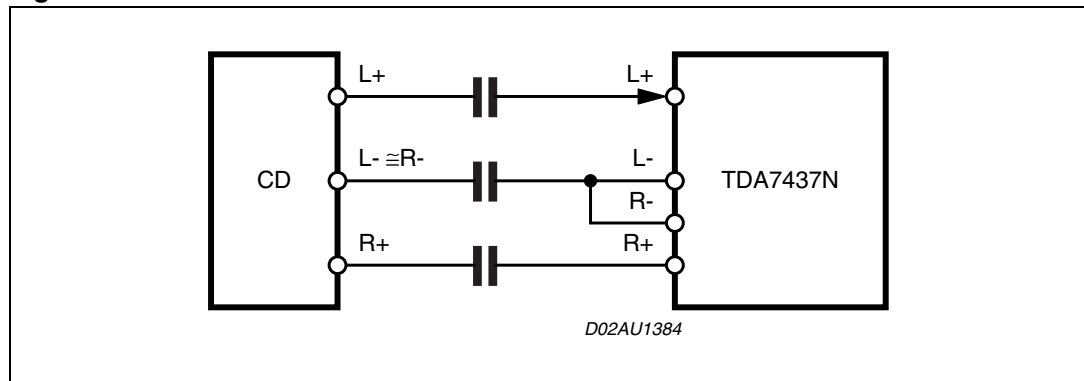 L+ L+
L- ≅R- L-
CD TDA7437N
R-
R+ R+
D02AU1384